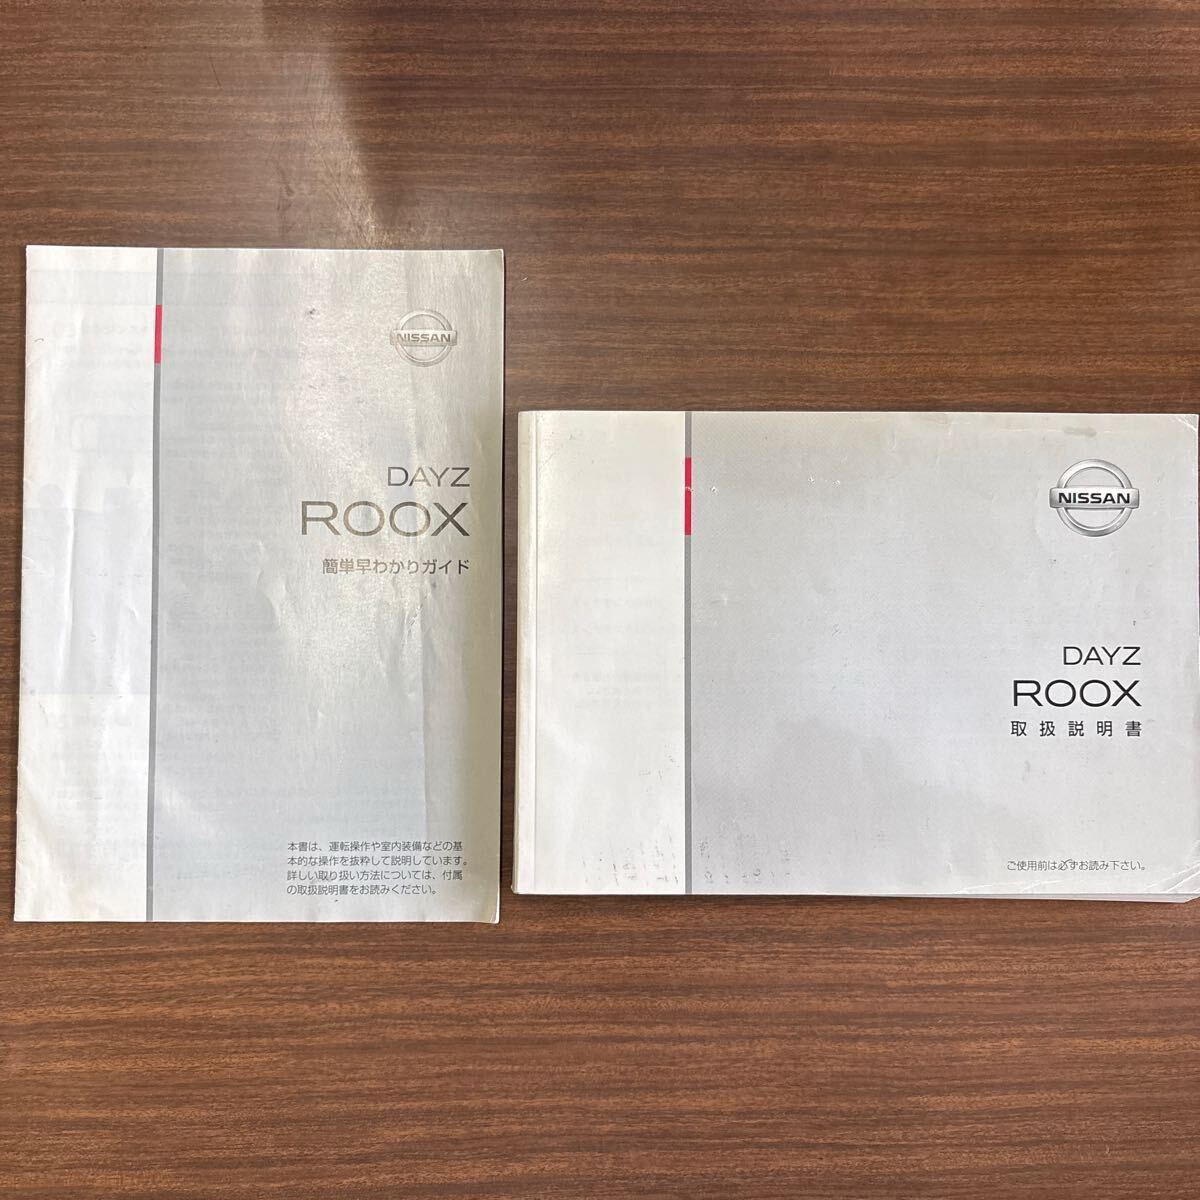 NISSAN
DAYZ
ROOX
簡単早わかりガイド
本書は、運転操作や室内装備などの基
本的な操作を抜粋して説明しています。
詳しい取り扱い方法については、付属
の取扱説明書をお読みください。
NISSAN
DAYZ
ROOX
取扱説明書
ご使用前は必ずお読み下さい。